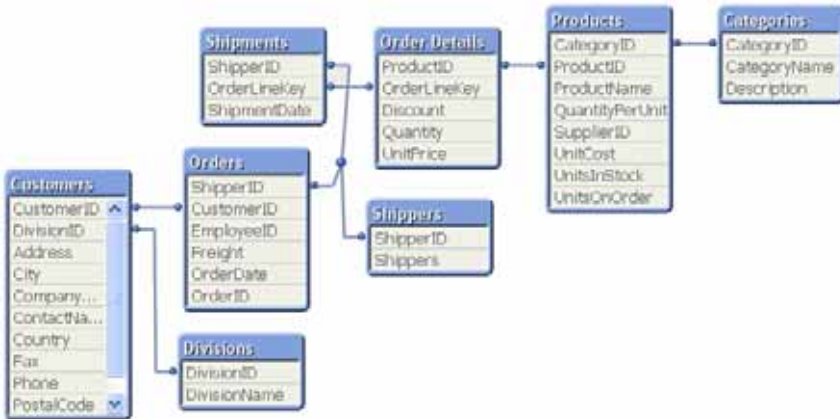 Shipments
ShipperID
OrderLineKey
ShipmentDate
Order Details
ProductID
OrderLineKey
Discount
Quantity
UnitPrice
Products
CategoryID
ProductID
ProductName
QuantityPerUnit
SupplierID
UnitCost
UnitsInStock
UnitsOnOrder
Categories
CategoryID
CategoryName
Description
Customers
CustomerID
DivisionID
Address
City
Company...
ContactNa...
Country
Fax
Phone
PostalCode
Orders
ShipperID
CustomerID
EmployeeID
Freight
OrderDate
OrderID
Shippers
ShipperID
Shippers
Divisions
DivisionID
DivisionName